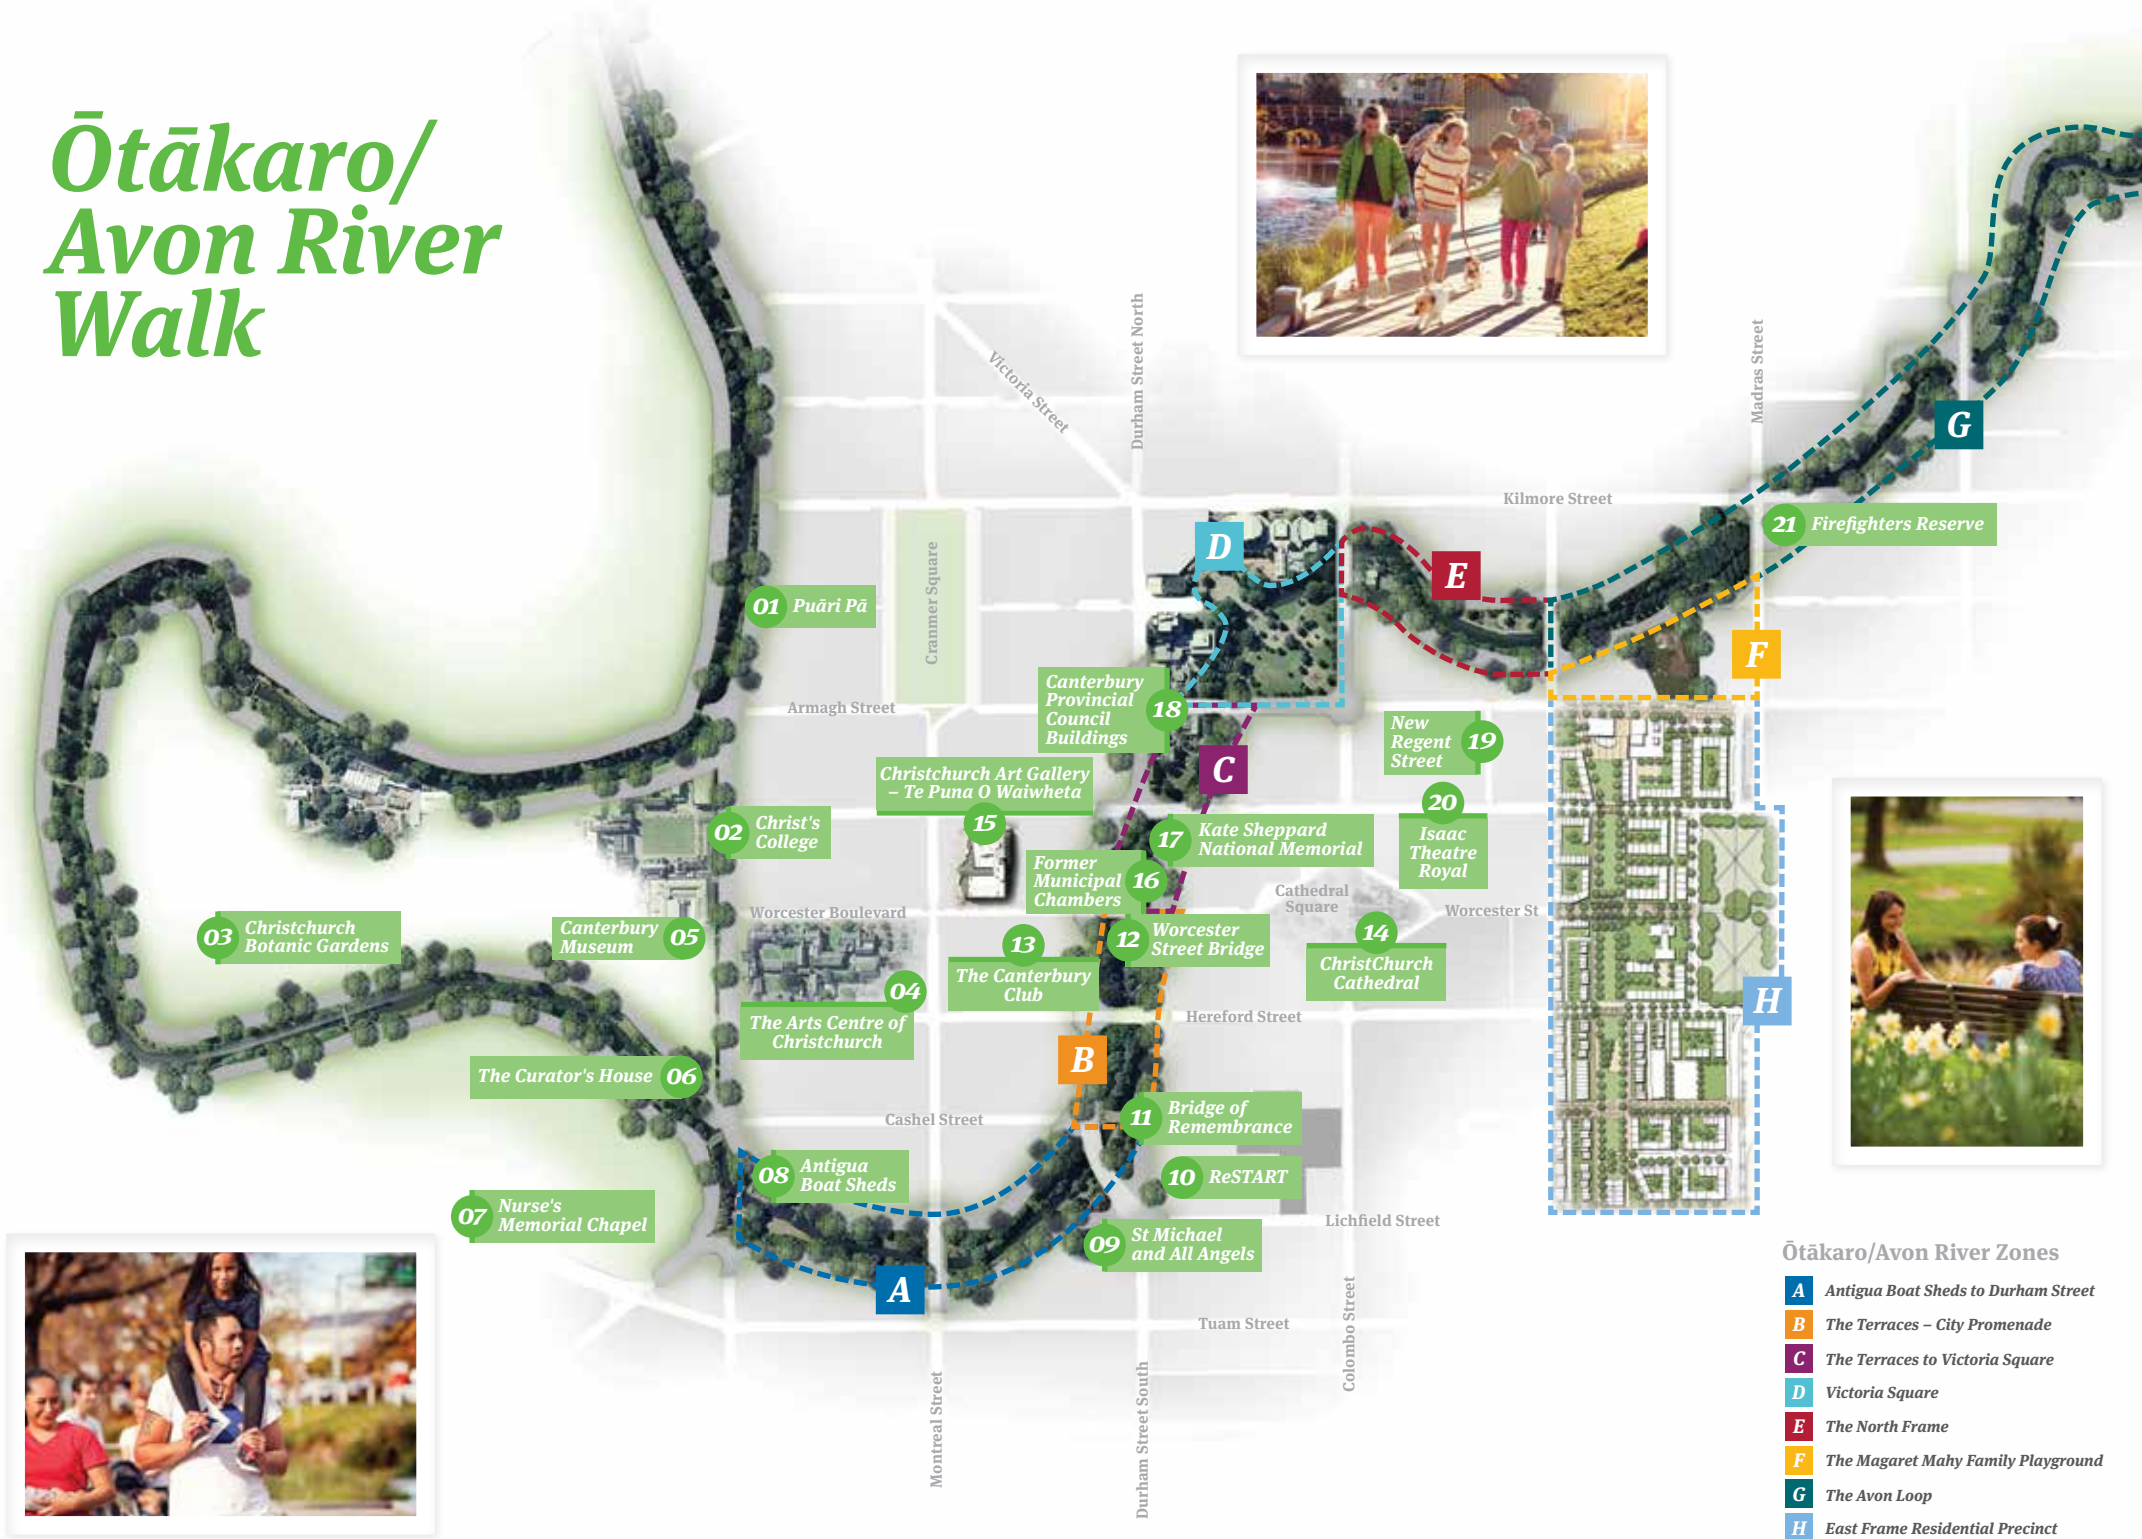 Ōtākaro/
Avon River
Walk
Victoria Street
Durham Street North
Madras Street
Kilmore Street
Cranmer Square
Armagh Street
Worcester Boulevard
Cathedral
Square
Worcester St
Hereford Street
Cashel Street
Lichfield Street
Tuam Street
Montreal Street
Durham Street South
Colombo Street
01 Puāri Pā
02 Christ's
College
03 Christchurch
Botanic Gardens
04
The Arts Centre of
Christchurch
Canterbury
Museum 05
The Curator's House 06
07 Nurse's
Memorial Chapel
08 Antigua
Boat Sheds
09 St Michael
and All Angels
10 ReSTART
11 Bridge of
Remembrance
12 Worcester
Street Bridge
13
The Canterbury
Club
14
ChristChurch
Cathedral
Christchurch Art Gallery
– Te Puna O Waiwheta
15
Former
Municipal
Chambers 16
17 Kate Sheppard
National Memorial
Canterbury
Provincial
Council
Buildings 18
New
Regent
Street 19
20
Isaac
Theatre
Royal
21 Firefighters Reserve
A
B
C
D
E
F
G
H
Ōtākaro/Avon River Zones
A Antigua Boat Sheds to Durham Street
B The Terraces – City Promenade
C The Terraces to Victoria Square
D Victoria Square
E The North Frame
F The Magaret Mahy Family Playground
G The Avon Loop
H East Frame Residential Precinct